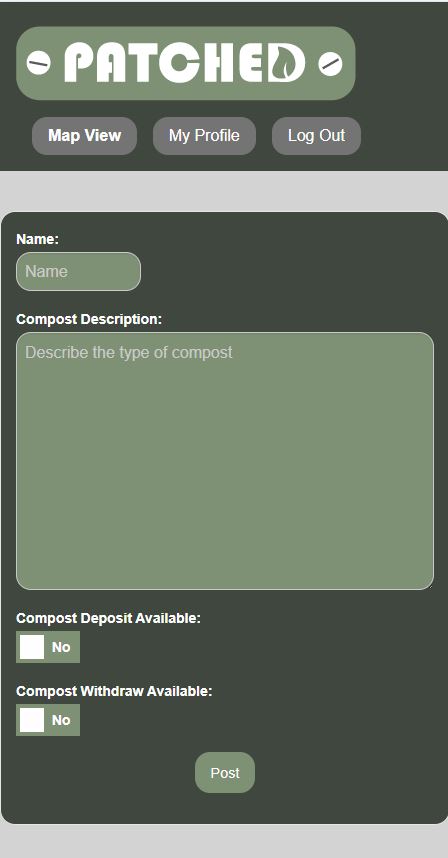 PATCHED
Map View
My Profile
Log Out
Name:
Name
Compost Description:
Describe the type of compost
Compost Deposit Available:
No
Compost Withdraw Available:
No
Post